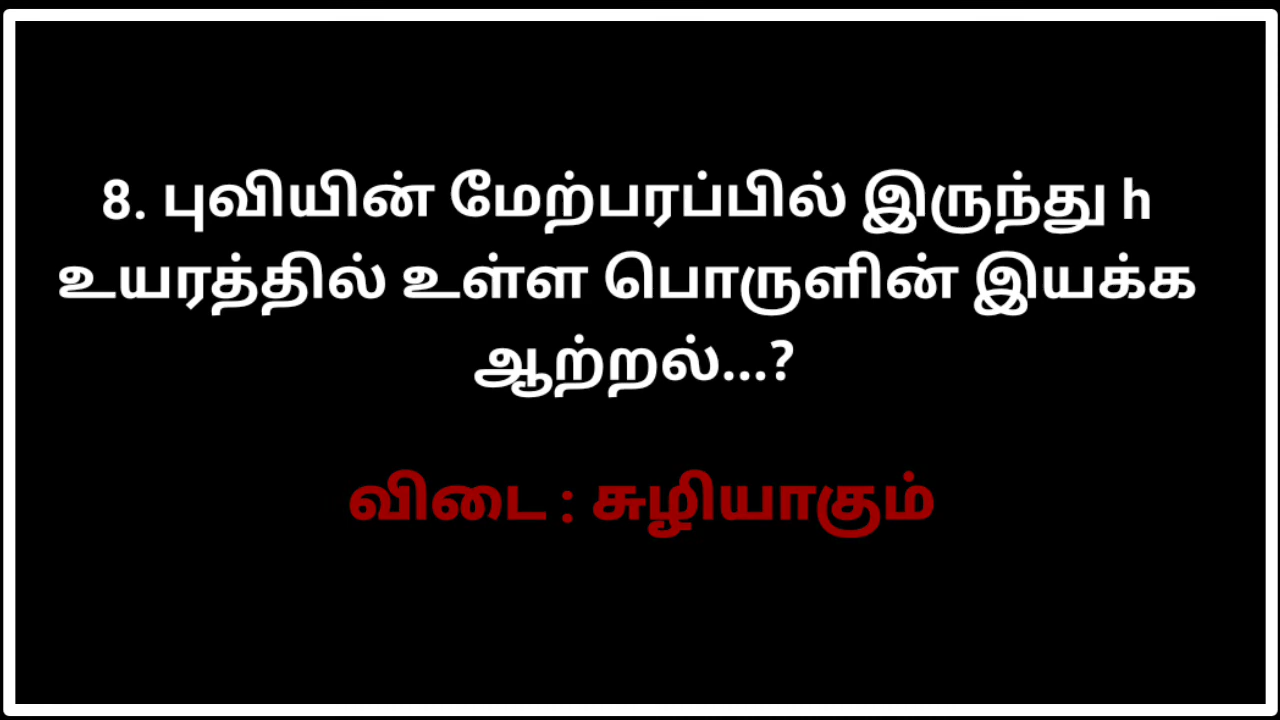 8. புவியின் மேற்பரப்பில் இருந்து h
உயரத்தில் உள்ள பொருளின் இயக்க
ஆற்றல்...?
விடை : சுழியாகும்